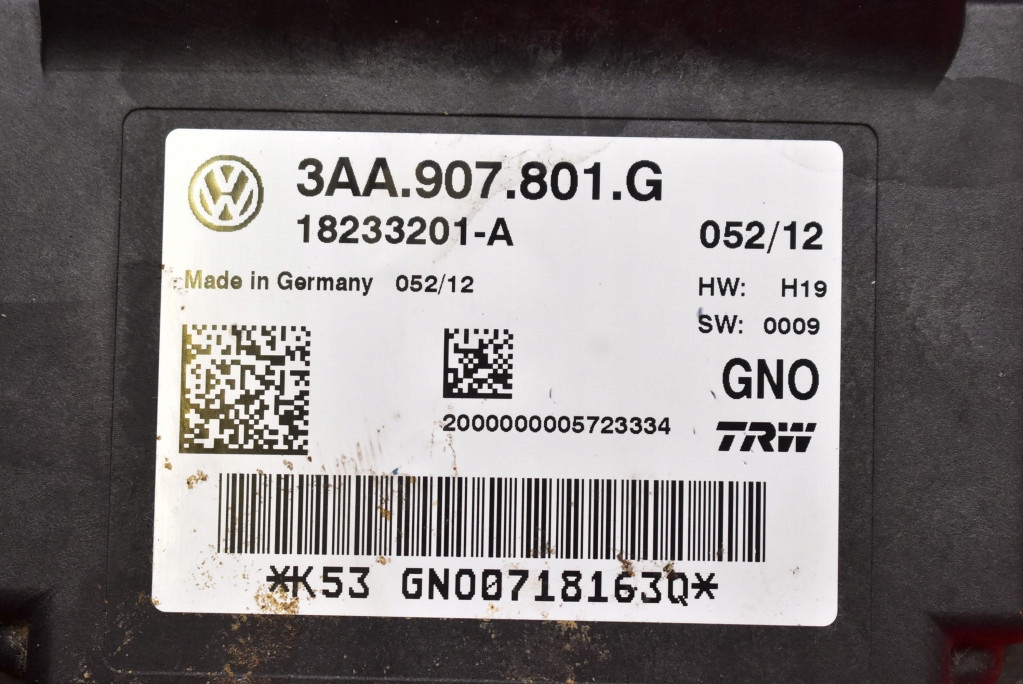 3AA.907.801.G
18233201-A
052/12
Made in Germany 052/12
HW: H19
SW: 0009
GNO
2000000005723334
TRW
*K53 GNO0718163Q*